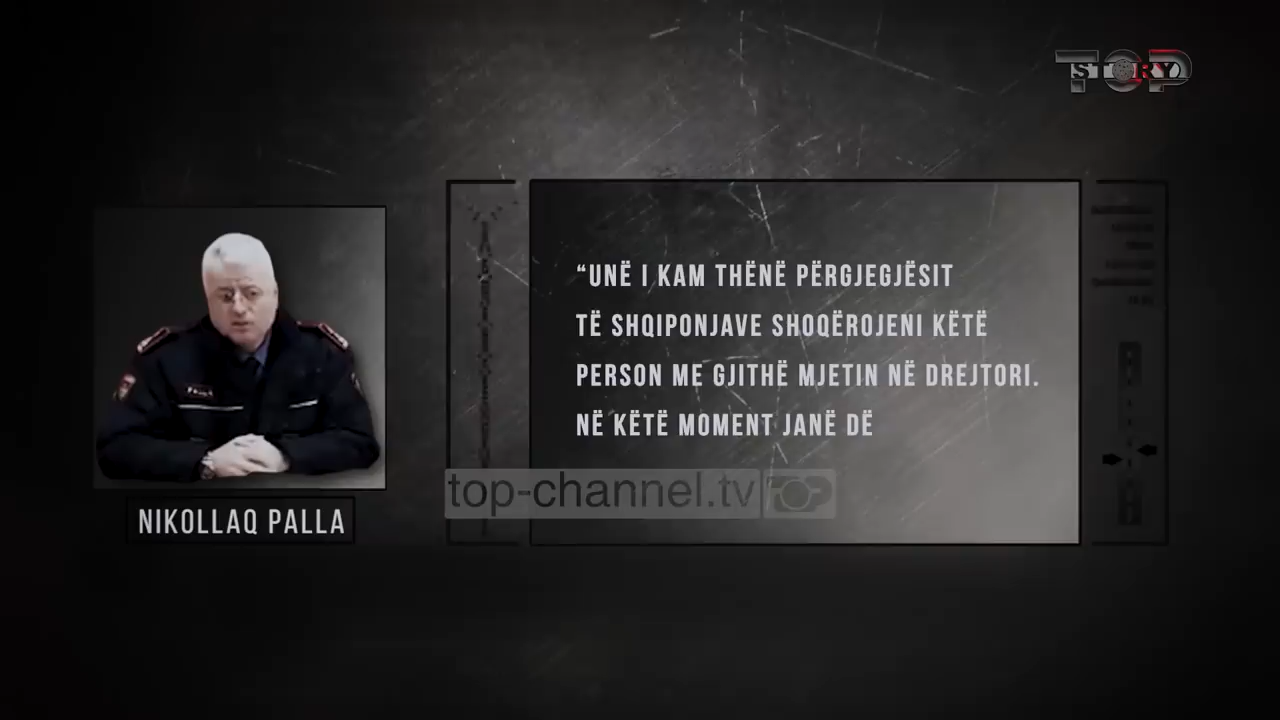 TOP
STORY
“UNË I KAM THËNË PËRGJEGJËSIT
TË SHQIPONJAVE SHOQËROJENI KËTË
PERSON ME GJITHË MJETIN NË DREJTORI.
NË KËTË MOMENT JANË DË
top-channel.tv TOP
NIKOLLAQ PALLA